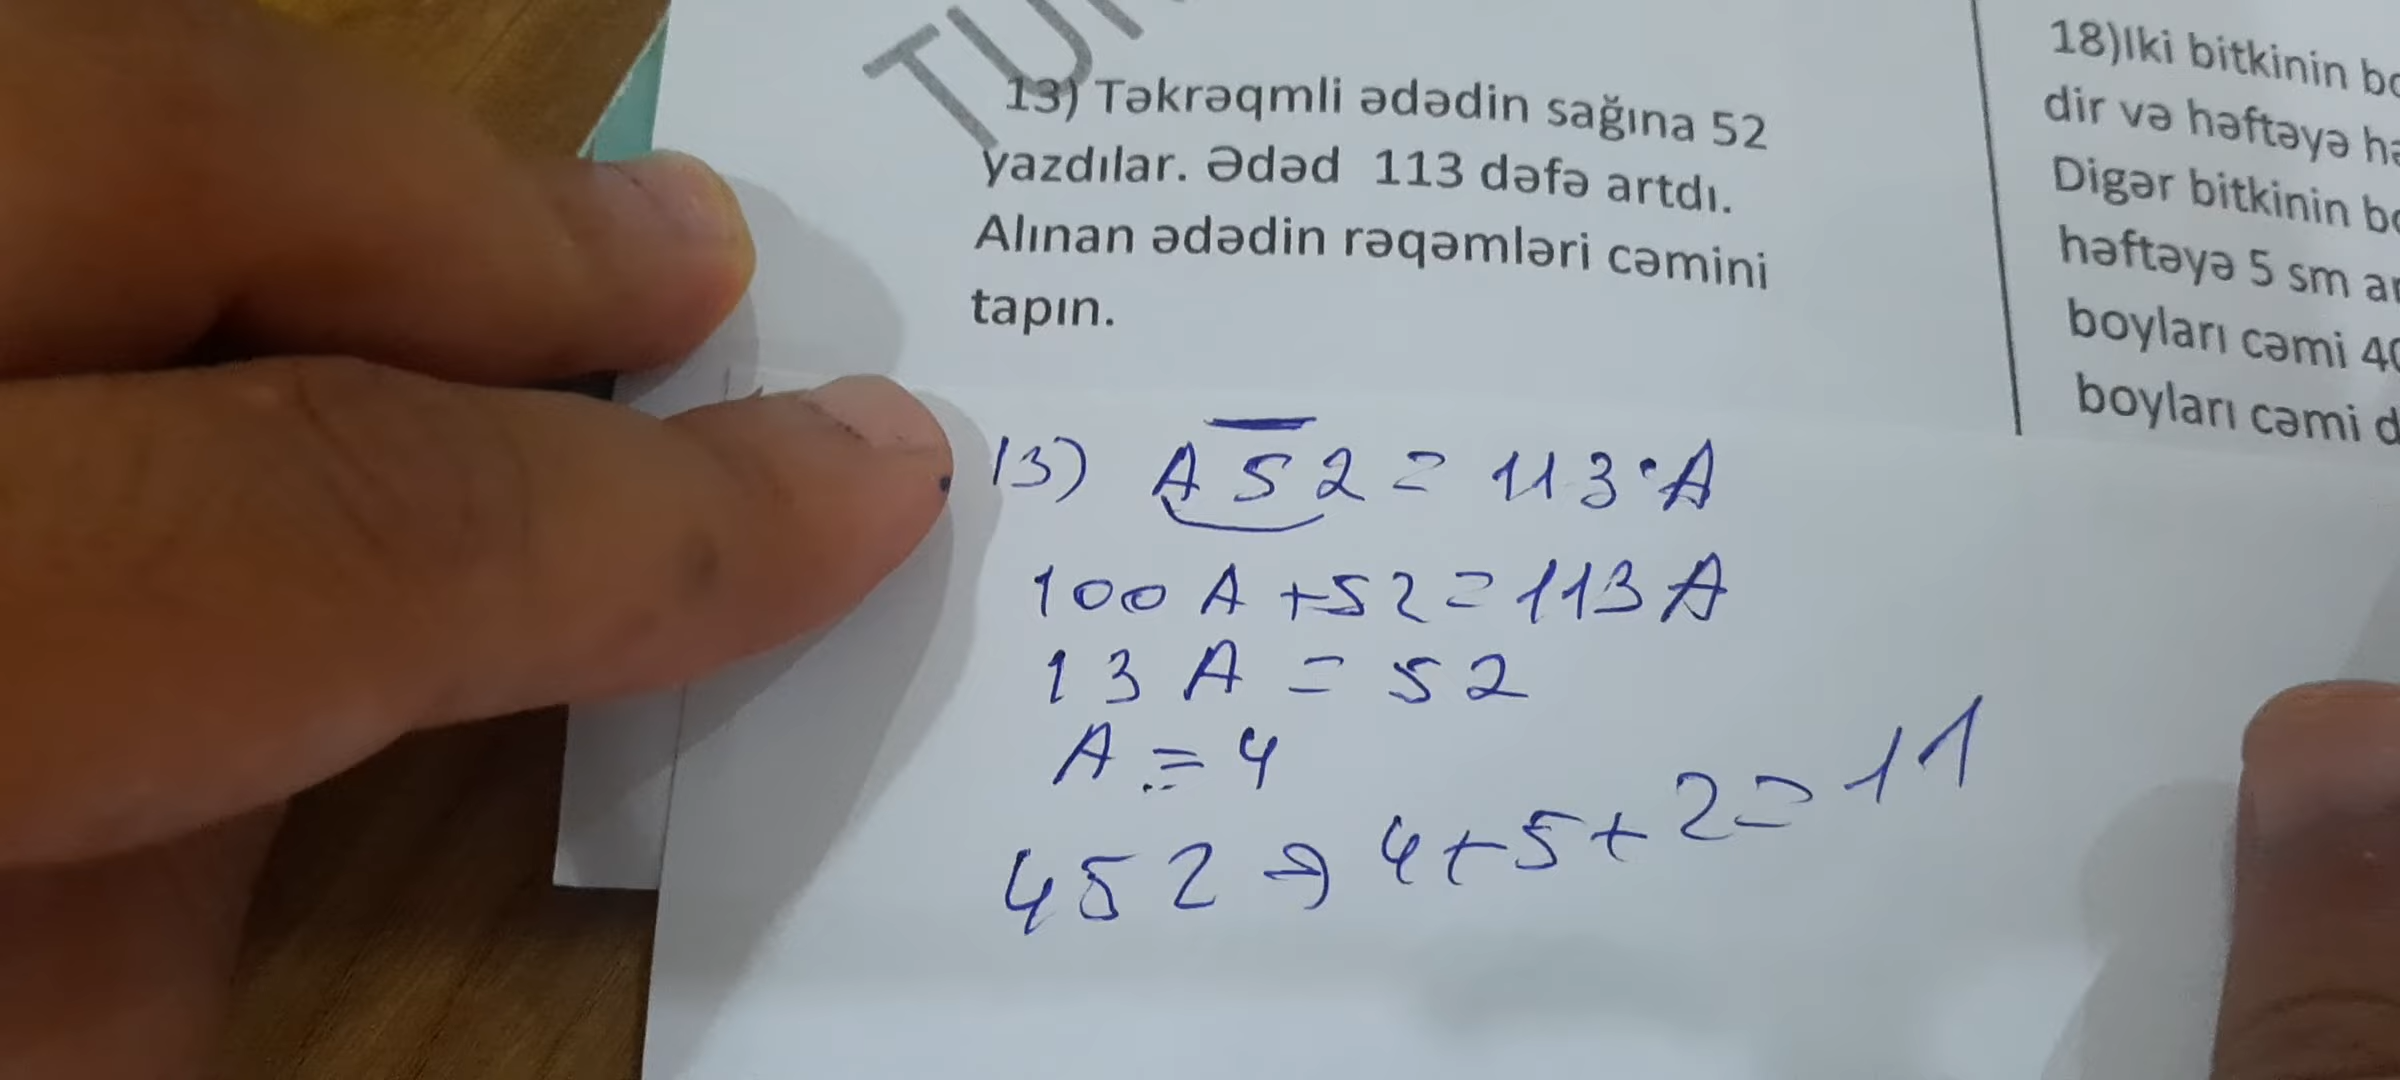 13) Təkrəqmli ədədin sağına 52
yazdılar. Ədəd 113 dəfə artdı.
Alınan ədədin rəqəmləri cəmini
tapın.
13) A52 = 113·A
100A+52=113A
13A = 52
A = 4
452 → 4+5+2=11
18)Iki bitkinin
dir və həftəyə
Digər bitkinin
həftəyə 5 sm
boyları cəmi
boyları cəmi